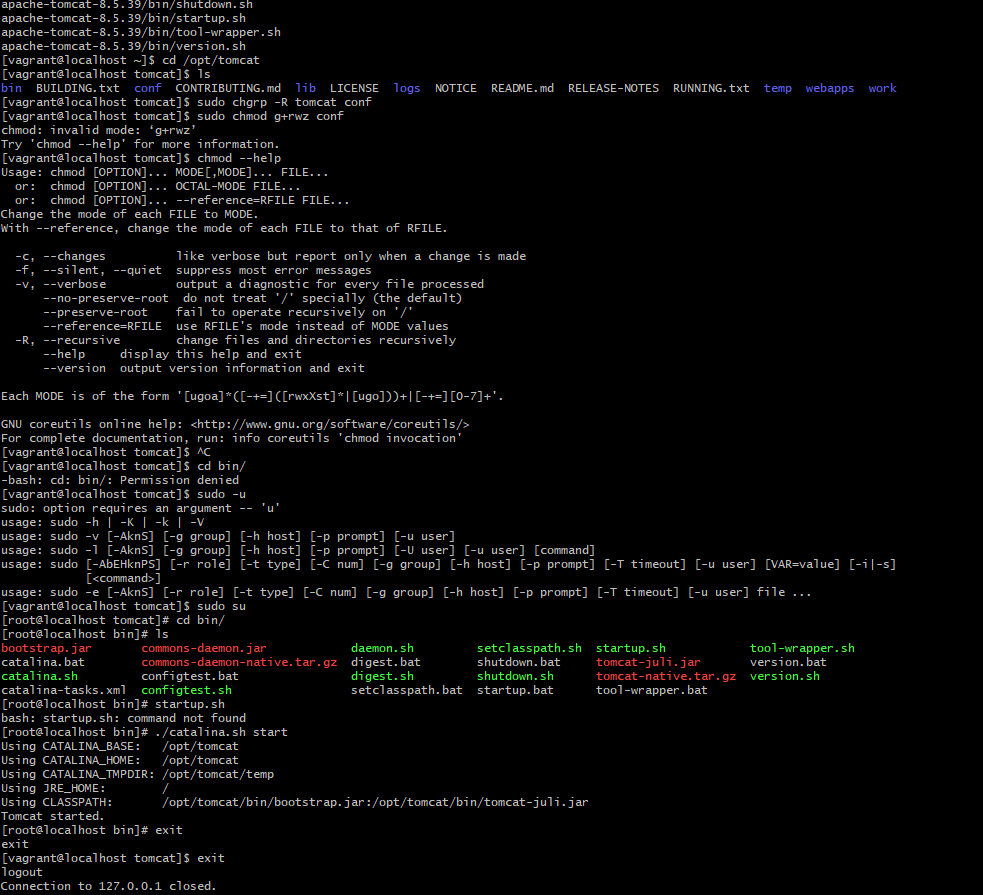 apache-tomcat-8.5.39/bin/shutdown.sh
apache-tomcat-8.5.39/bin/startup.sh
apache-tomcat-8.5.39/bin/tool-wrapper.sh
apache-tomcat-8.5.39/bin/version.sh
[vagrant@localhost ~]$ cd /opt/tomcat
[vagrant@localhost tomcat]$ ls
bin  BUILDING.txt  conf  CONTRIBUTING.md  lib  LICENSE  logs  NOTICE  README.md  RELEASE-NOTES  RUNNING.txt  temp  webapps  work
[vagrant@localhost tomcat]$ sudo chgrp -R tomcat conf
[vagrant@localhost tomcat]$ sudo chmod g+rwz conf
chmod: invalid mode: ‘g+rwz’
Try 'chmod --help' for more information.
[vagrant@localhost tomcat]$ chmod --help
Usage: chmod [OPTION]... MODE[,MODE]... FILE...
  or:  chmod [OPTION]... OCTAL-MODE FILE...
  or:  chmod [OPTION]... --reference=RFILE FILE...
Change the mode of each FILE to MODE.
With --reference, change the mode of each FILE to that of RFILE.

  -c, --changes          like verbose but report only when a change is made
  -f, --silent, --quiet  suppress most error messages
  -v, --verbose          output a diagnostic for every file processed
      --no-preserve-root  do not treat '/' specially (the default)
      --preserve-root    fail to operate recursively on '/'
      --reference=RFILE  use RFILE's mode instead of MODE values
  -R, --recursive        change files and directories recursively
      --help     display this help and exit
      --version  output version information and exit

Each MODE is of the form '[ugoa]*([-+=]([rwxXst]*|[ugo]))+|[-+=][0-7]+'.

GNU coreutils online help: <http://www.gnu.org/software/coreutils/>
For complete documentation, run: info coreutils 'chmod invocation'
[vagrant@localhost tomcat]$ ^C
[vagrant@localhost tomcat]$ cd bin/
-bash: cd: bin/: Permission denied
[vagrant@localhost tomcat]$ sudo -u
sudo: option requires an argument -- 'u'
usage: sudo -h | -K | -k | -V
usage: sudo -v [-AknS] [-g group] [-h host] [-p prompt] [-u user]
usage: sudo -l [-AknS] [-g group] [-h host] [-p prompt] [-U user] [-u user] [command]
usage: sudo [-AbEHknPS] [-r role] [-t type] [-C num] [-g group] [-h host] [-p prompt] [-T timeout] [-u user] [VAR=value] [-i|-s]
            [<command>]
usage: sudo -e [-AknS] [-r role] [-t type] [-C num] [-g group] [-h host] [-p prompt] [-T timeout] [-u user] file ...
[vagrant@localhost tomcat]$ sudo su
[root@localhost tomcat]# cd bin/
[root@localhost bin]# ls
bootstrap.jar       commons-daemon.jar            daemon.sh         setclasspath.sh  startup.sh            tool-wrapper.sh
catalina.bat        commons-daemon-native.tar.gz  digest.bat        shutdown.bat     tomcat-juli.jar       version.bat
catalina.sh         configtest.bat                digest.sh         shutdown.sh      tomcat-native.tar.gz  version.sh
catalina-tasks.xml  configtest.sh                 setclasspath.bat  startup.bat      tool-wrapper.bat
[root@localhost bin]# startup.sh
bash: startup.sh: command not found
[root@localhost bin]# ./catalina.sh start
Using CATALINA_BASE:   /opt/tomcat
Using CATALINA_HOME:   /opt/tomcat
Using CATALINA_TMPDIR: /opt/tomcat/temp
Using JRE_HOME:        /
Using CLASSPATH:       /opt/tomcat/bin/bootstrap.jar:/opt/tomcat/bin/tomcat-juli.jar
Tomcat started.
[root@localhost bin]# exit
exit
[vagrant@localhost tomcat]$ exit
logout
Connection to 127.0.0.1 closed.